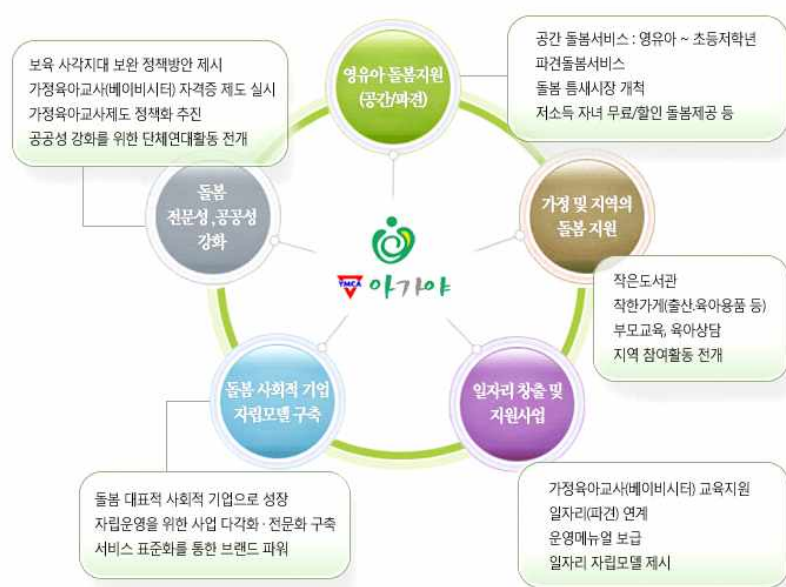 영유아 돌봄지원
(공간/파견)
공간 돌봄서비스 : 영유아 ~ 초등저학년
파견돌봄서비스
돌봄 틈새시장 개척
저소득 자녀 무료/할인 돌봄제공 등
보육 사각지대 보완 정책방안 제시
가정육아교사(베이비시터) 자격증 제도 실시
가정육아교사제도 정책화 추진
공공성 강화를 위한 단체연대활동 전개
돌봄
전문성 , 공공성
강화
가정 및 지역의
돌봄 지원
작은도서관
착한가게(출산.육아용품 등)
부모교육, 육아상담
지역 참여활동 전개
YMCA 아가야
돌봄 사회적 기업
자립모델 구축
일자리 창출 및
지원사업
돌봄 대표적 사회적 기업으로 성장
자립운영을 위한 사업 다각화 · 전문화 구축
서비스 표준화를 통한 브랜드 파워
가정육아교사(베이비시터) 교육지원
일자리(파견) 연계
운영메뉴얼 보급
일자리 자립모델 제시